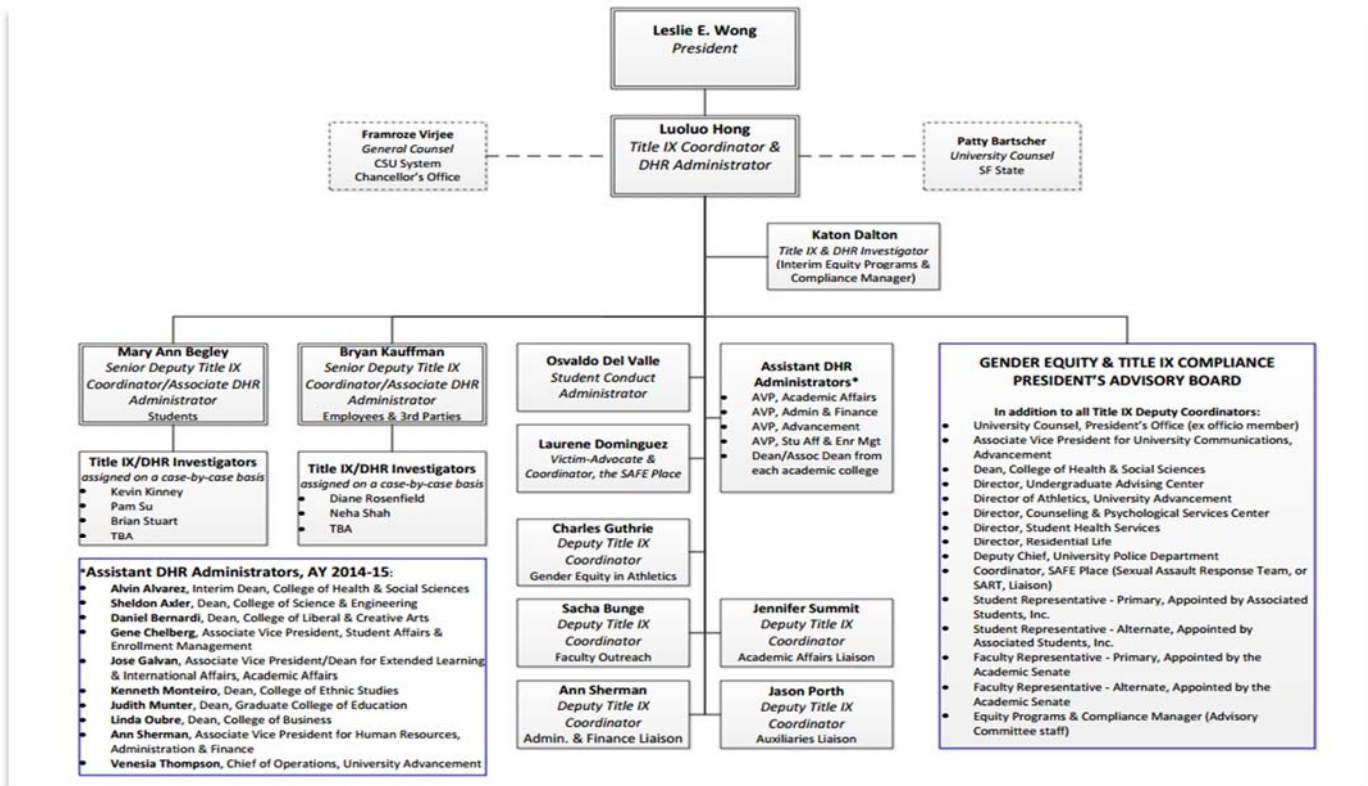 Leslie E. Wong
President
Framroze Virjee
General Counsel
CSU System
Chancellor's Office
Luoluo Hong
Title IX Coordinator &
DHR Administrator
Patty Bartscher
University Counsel
SF State
Katon Dalton
Title IX & DHR Investigator
(Interim Equity Programs &
Compliance Manager)
Mary Ann Begley
Senior Deputy Title IX
Coordinator/Associate DHR
Administrator
Students
Bryan Kauffman
Senior Deputy Title IX
Coordinator/Associate DHR
Administrator
Employees & 3rd Parties
Osvaldo Del Valle
Student Conduct
Administrator
Assistant DHR
Administrators*
• AVP, Academic Affairs
• AVP, Admin & Finance
• AVP, Advancement
• AVP, Stu Aff & Enr Mgt
• Dean/Assoc Dean from
each academic college
Laurene Dominguez
Victim-Advocate &
Coordinator, the SAFE Place
Title IX/DHR Investigators
assigned on a case-by-case basis
• Kevin Kinney
• Pam Su
• Brian Stuart
• TBA
Title IX/DHR Investigators
assigned on a case-by-case basis
• Diane Rosenfield
• Neha Shah
• TBA
Charles Guthrie
Deputy Title IX
Coordinator
Gender Equity in Athletics
Sacha Bunge
Deputy Title IX
Coordinator
Faculty Outreach
Jennifer Summit
Deputy Title IX
Coordinator
Academic Affairs Liaison
Ann Sherman
Deputy Title IX
Coordinator
Admin. & Finance Liaison
Jason Porth
Deputy Title IX
Coordinator
Auxiliaries Liaison
*Assistant DHR Administrators, AY 2014-15:
• Alvin Alvarez, Interim Dean, College of Health & Social Sciences
• Sheldon Axler, Dean, College of Science & Engineering
• Daniel Bernardi, Dean, College of Liberal & Creative Arts
• Gene Chelberg, Associate Vice President, Student Affairs &
Enrollment Management
• Jose Galvan, Associate Vice President/Dean for Extended Learning
& International Affairs, Academic Affairs
• Kenneth Monteiro, Dean, College of Ethnic Studies
• Judith Munter, Dean, Graduate College of Education
• Linda Oubre, Dean, College of Business
• Ann Sherman, Associate Vice President for Human Resources,
Administration & Finance
• Venesia Thompson, Chief of Operations, University Advancement
GENDER EQUITY & TITLE IX COMPLIANCE
PRESIDENT'S ADVISORY BOARD
In addition to all Title IX Deputy Coordinators:
• University Counsel, President's Office (ex officio member)
• Associate Vice President for University Communications,
Advancement
• Dean, College of Health & Social Sciences
• Director, Undergraduate Advising Center
• Director of Athletics, University Advancement
• Director, Counseling & Psychological Services Center
• Director, Student Health Services
• Director, Residential Life
• Deputy Chief, University Police Department
• Coordinator, SAFE Place (Sexual Assault Response Team, or
SART, Liaison)
• Student Representative - Primary, Appointed by Associated
Students, Inc.
• Student Representative - Alternate, Appointed by
Associated Students, Inc.
• Faculty Representative - Primary, Appointed by the
Academic Senate
• Faculty Representative - Alternate, Appointed by the
Academic Senate
• Equity Programs & Compliance Manager (Advisory
Committee staff)